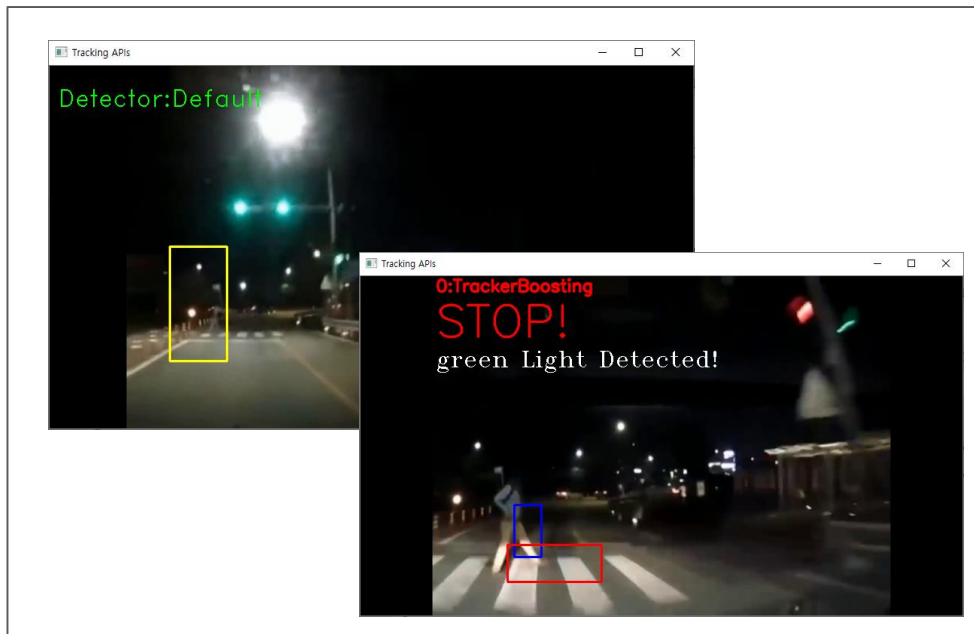 Tracking APIs
Detector:Default
Tracking APIs
0:TrackerBoosting
STOP!
green Light Detected!